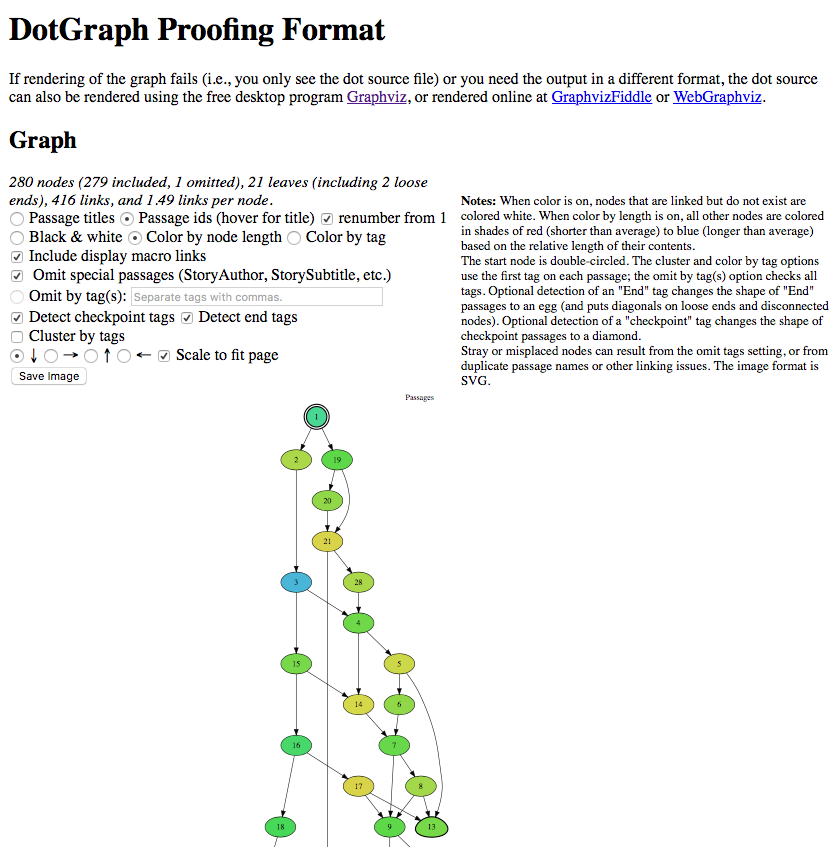 DotGraph Proofing Format
If rendering of the graph fails (i.e., you only see the dot source file) or you need the output in a different format, the dot source
can also be rendered using the free desktop program Graphviz, or rendered online at GraphvizFiddle or WebGraphviz.
Graph
280 nodes (279 included, 1 omitted), 21 leaves (including 2 loose
ends), 416 links, and 1.49 links per node.
Passage titles Passage ids (hover for title) renumber from 1
Black & white Color by node length Color by tag
Include display macro links
Omit special passages (StoryAuthor, StorySubtitle, etc.)
Omit by tag(s): Separate tags with commas.
Detect checkpoint tags Detect end tags
Cluster by tags
↓ → ↑ ← Scale to fit page
Save Image
Notes: When color is on, nodes that are linked but do not exist are
colored white. When color by length is on, all other nodes are colored
in shades of red (shorter than average) to blue (longer than average)
based on the relative length of their contents.
The start node is double-circled. The cluster and color by tag options
use the first tag on each passage; the omit by tag(s) option checks all
tags. Optional detection of an "End" tag changes the shape of "End"
passages to an egg (and puts diagonals on loose ends and disconnected
nodes). Optional detection of a "checkpoint" tag changes the shape of
checkpoint passages to a diamond.
Stray or misplaced nodes can result from the omit tags setting, or from
duplicate passage names or other linking issues. The image format is
SVG.
Passages
1
2 19
20
21
3 28
4
15 5
14 6
16 7
17 8
18 9 13